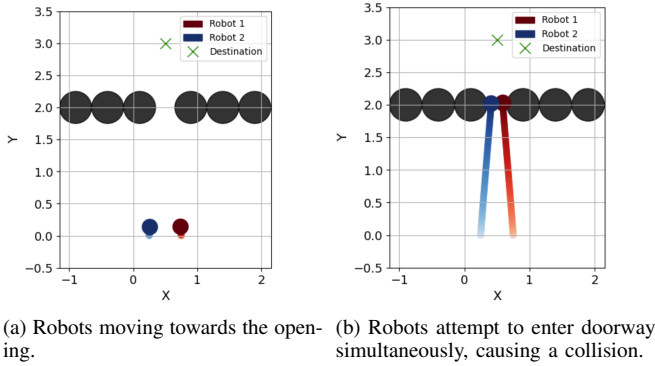 3.5
3.0
2.5
2.0
1.5
1.0
0.5
0.0
−0.5
Y
−1
0
1
2
X
Robot 1
Robot 2
Destination
(a) Robots moving towards the open-
ing.
3.5
3.0
2.5
2.0
1.5
1.0
0.5
0.0
−0.5
Y
−1
0
1
2
X
Robot 1
Robot 2
Destination
(b) Robots attempt to enter doorway
simultaneously, causing a collision.